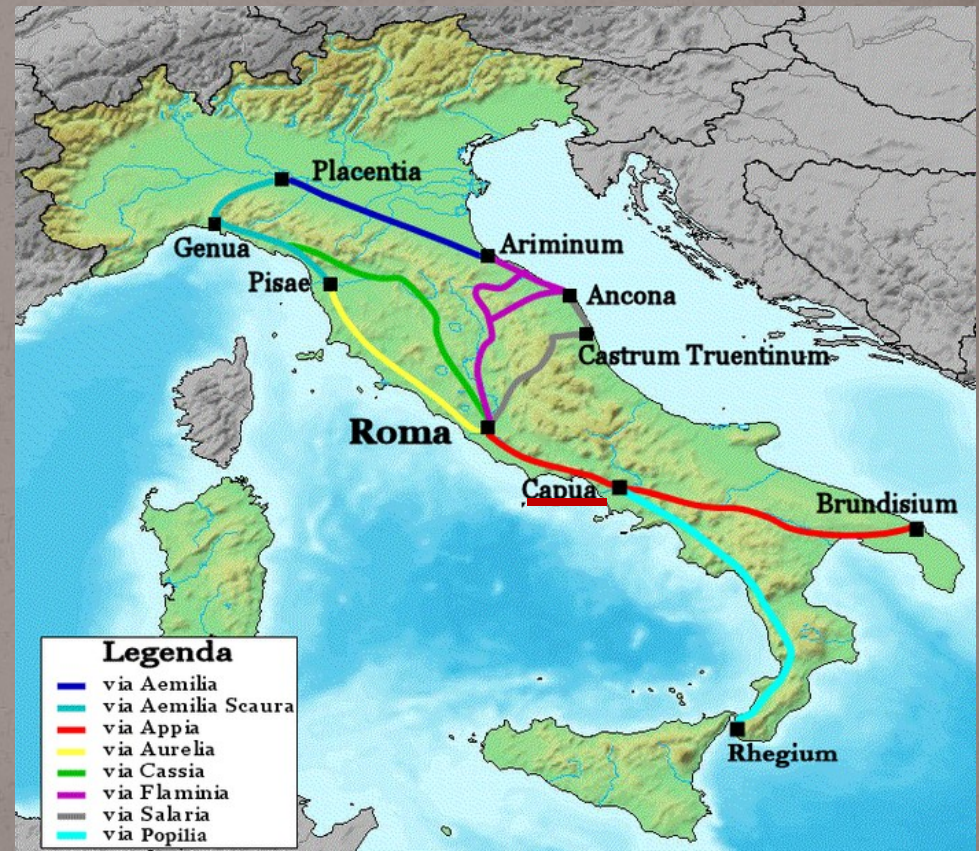 Placentia
Ariminum
Genua
Pisae
Ancona
Castrum Truentinum
Roma
Capua
Brundisium
Rhegium
Legenda
via Aemilia
via Aemilia Scaura
via Appia
via Aurelia
via Cassia
via Flaminia
via Salaria
via Popilia